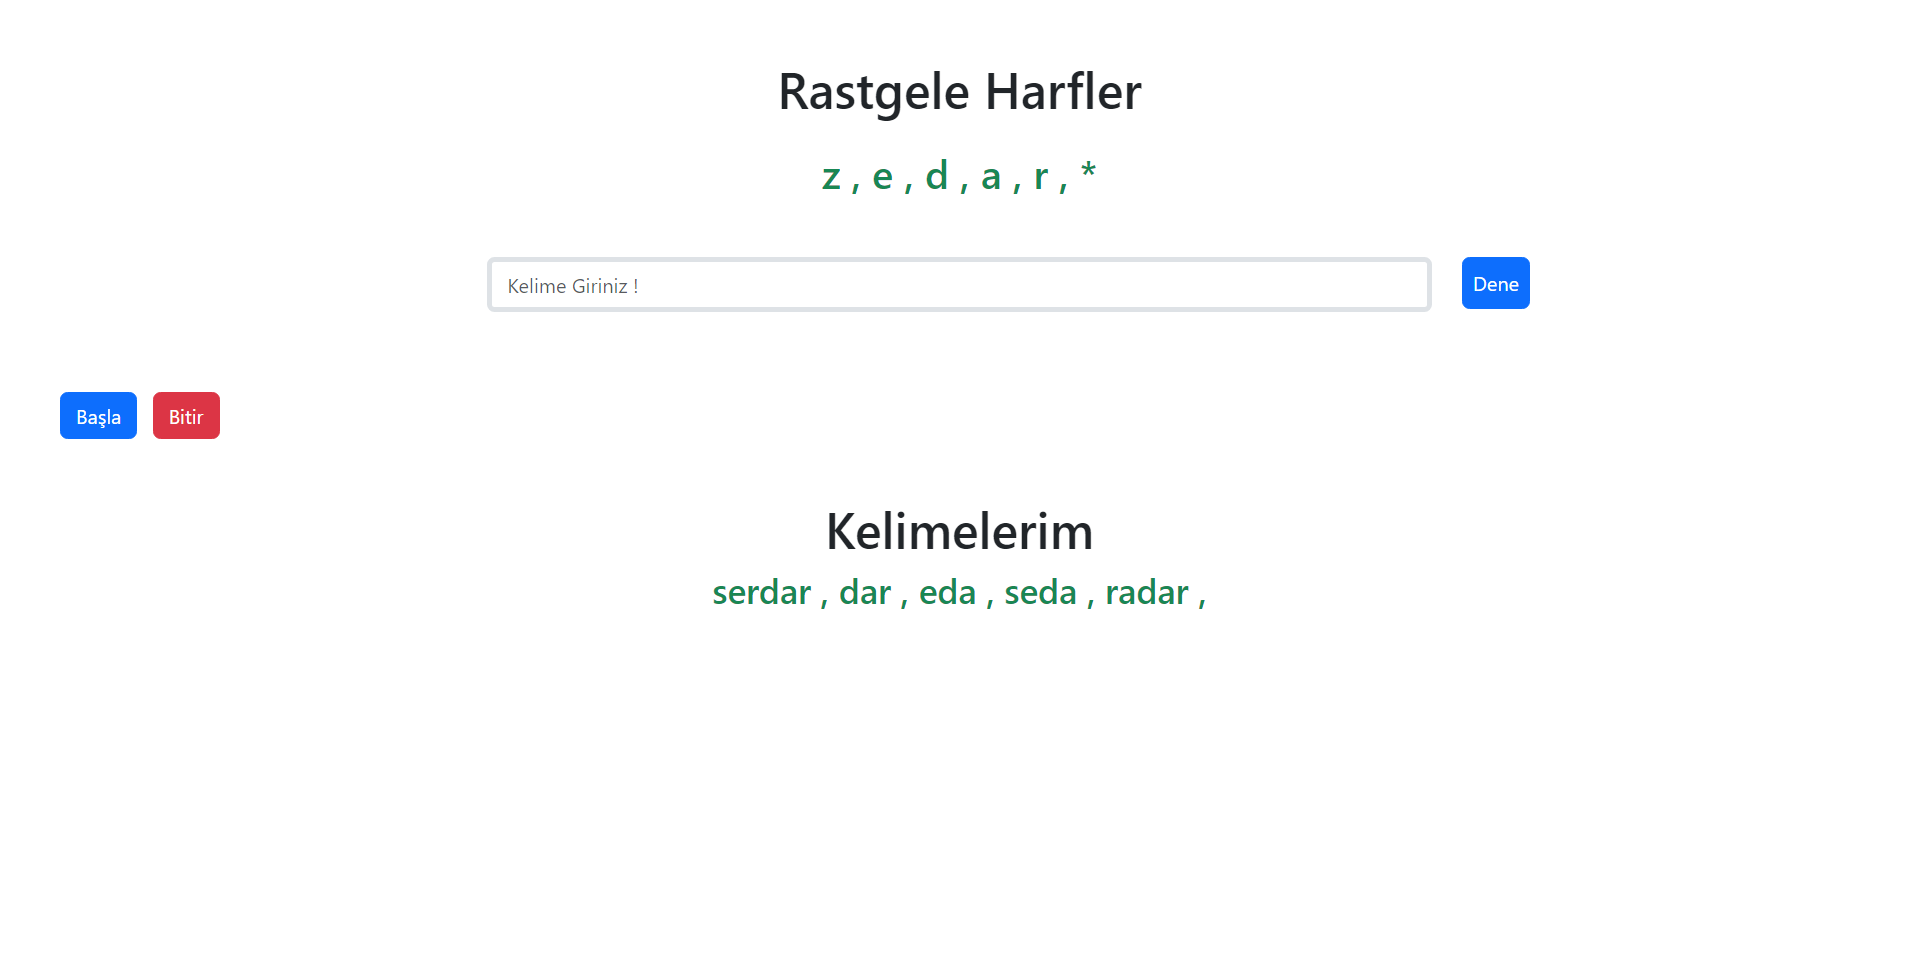 Rastgele Harfler
z , e , d , a , r , *
Kelime Giriniz !
Dene
Başla
Bitir
Kelimelerim
serdar , dar , eda , seda , radar ,